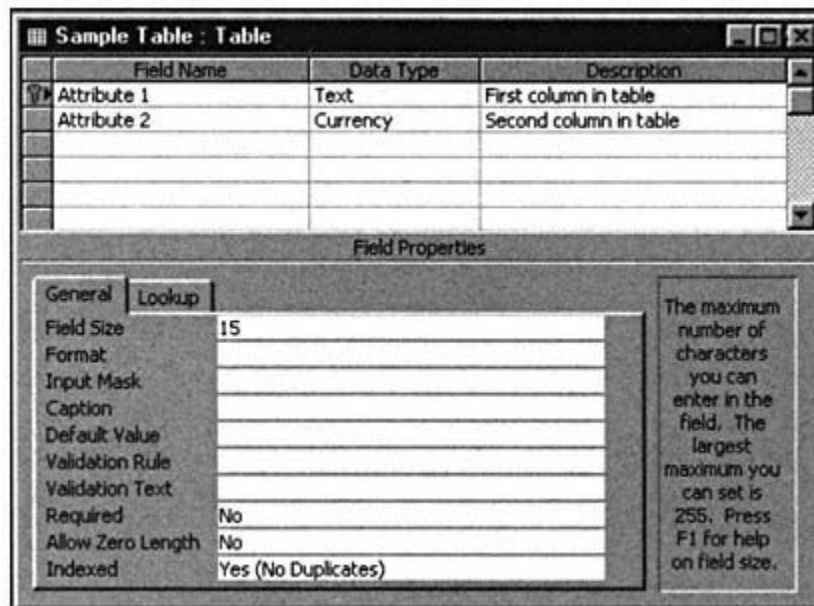 Sample Table : Table
Field Name Data Type Description
Attribute 1 Text First column in table
Attribute 2 Currency Second column in table
Field Properties
General Lookup
Field Size 15
Format
Input Mask
Caption
Default Value
Validation Rule
Validation Text
Required No
Allow Zero Length No
Indexed Yes (No Duplicates)
The maximum
number of
characters
you can
enter in the
field. The
largest
maximum you
can set is
255. Press
F1 for help
on field size.